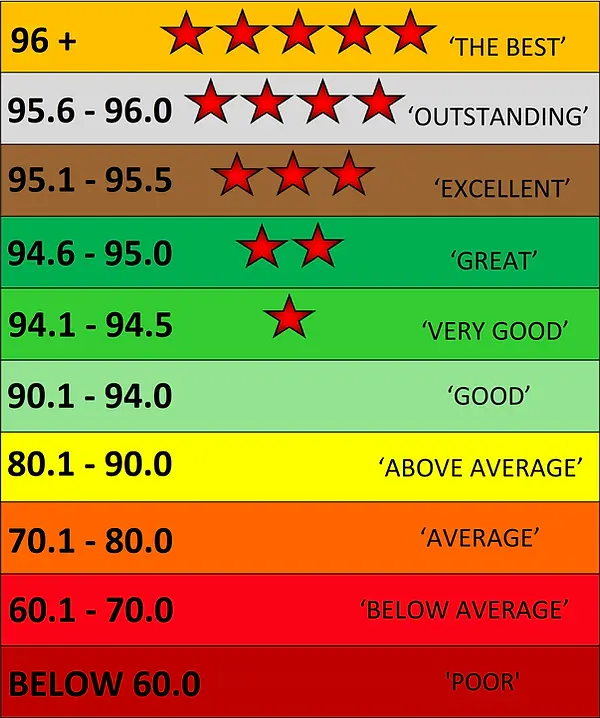 96 + ‘THE BEST’
95.6 - 96.0 ‘OUTSTANDING’
95.1 - 95.5 ‘EXCELLENT’
94.6 - 95.0 ‘GREAT’
94.1 - 94.5 ‘VERY GOOD’
90.1 - 94.0 ‘GOOD’
80.1 - 90.0 ‘ABOVE AVERAGE’
70.1 - 80.0 ‘AVERAGE’
60.1 - 70.0 ‘BELOW AVERAGE’
BELOW 60.0 'POOR'